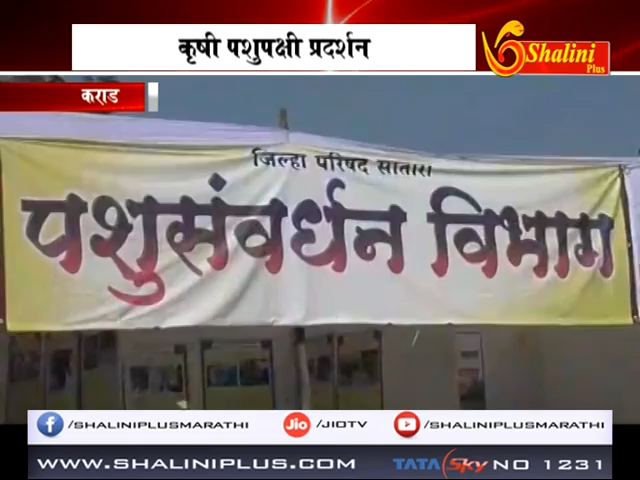 कृषी पशुपक्षी प्रदर्शन
Shalini
Plus
कराड
जिल्हा परिषद सातारा
पशुसंवर्धन विभाग
/SHALINIPLUSMARATHI
Jio /JIOTV
/SHALINIPLUSMARATHI
WWW.SHALINIPLUS.COM
TATA Sky NO 1231